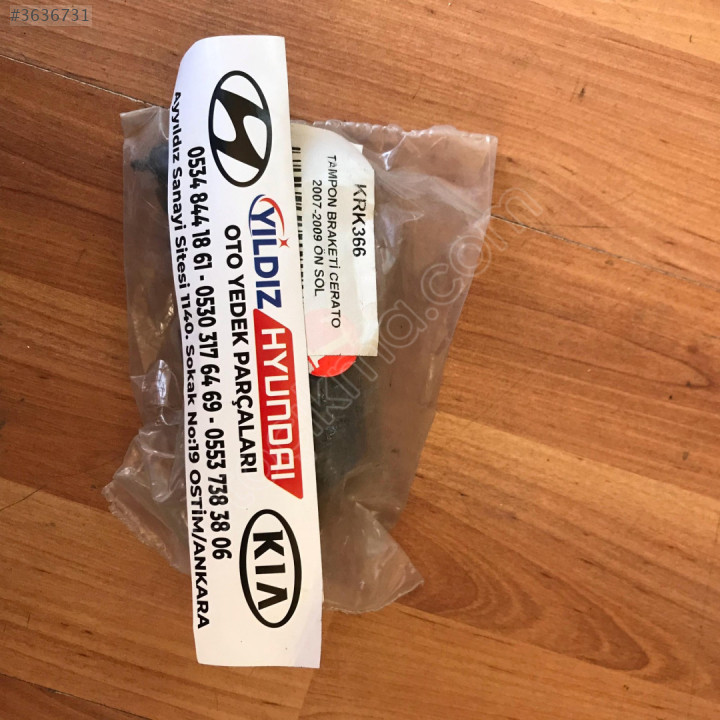 #3636731
YILDIZ HYUNDAI
OTO YEDEK PARÇALARI
0534 844 18 61 - 0530 317 64 69 - 0553 738 38 06
Ayyıldız Sanayi Sitesi 1140. Sokak No:19 OSTİM/ANKARA
KIA
KRK366
TAMPON BRAKETİ CERATO
2007-2009 ÖN SOL